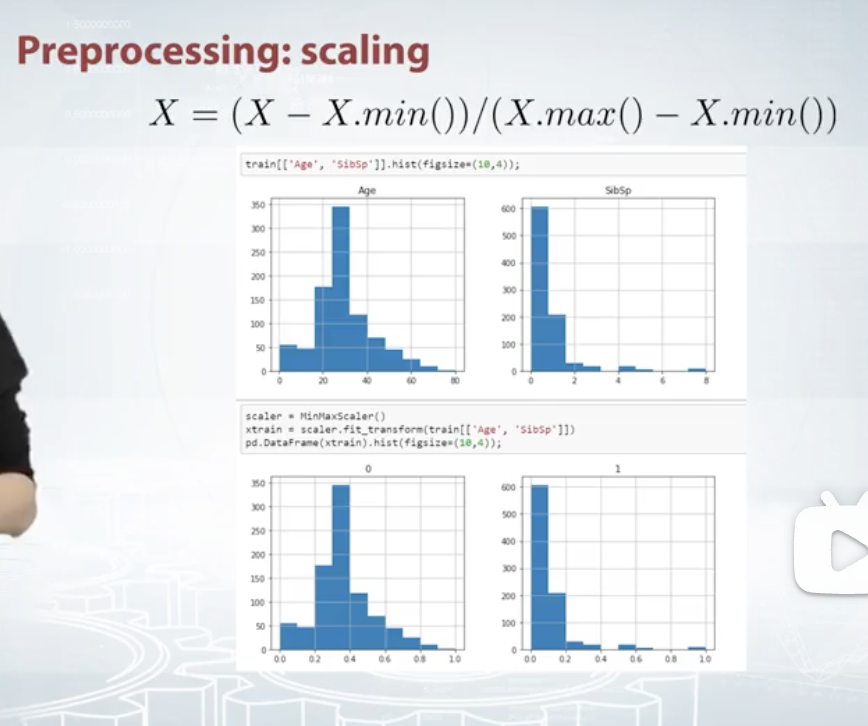 Preprocessing: scaling
X = (X − X.min())/(X.max() − X.min())
train[['Age', 'SibSp']].hist(figsize=(10,4));
Age
350
300
250
200
150
100
50
0
0 20 40 60 80
SibSp
600
500
400
300
200
100
0
0 2 4 6 8
scaler = MinMaxScaler()
xtrain = scaler.fit_transform(train[['Age', 'SibSp']])
pd.DataFrame(xtrain).hist(figsize=(10,4));
0
350
300
250
200
150
100
50
0
0.0 0.2 0.4 0.6 0.8 1.0
1
600
500
400
300
200
100
0
0.0 0.2 0.4 0.6 0.8 1.0